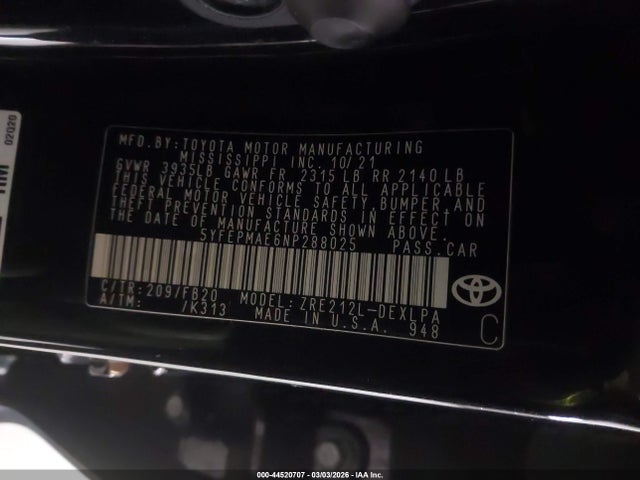 MFD.BY: TOYOTA MOTOR MANUFACTURING
MISSISSIPPI INC. 10/21
GVWR 3935LB GAWR FR 2315 LB RR 2140 LB
THIS VEHICLE CONFORMS TO ALL APPLICABLE
FEDERAL MOTOR VEHICLE SAFETY, BUMPER, AND
THEFT PREVENTION STANDARDS IN EFFECT ON
THE DATE OF MANUFACTURE SHOWN ABOVE.
5YFEPMAE6NP288025 PASS.CAR
C/TR: 209/FB20 MODEL: ZRE212L-DEXLPA
A/TM: /K313 MADE IN U.S.A. 948
C
02Q20
000-44520707 - 03/03/2026 - IAA Inc.